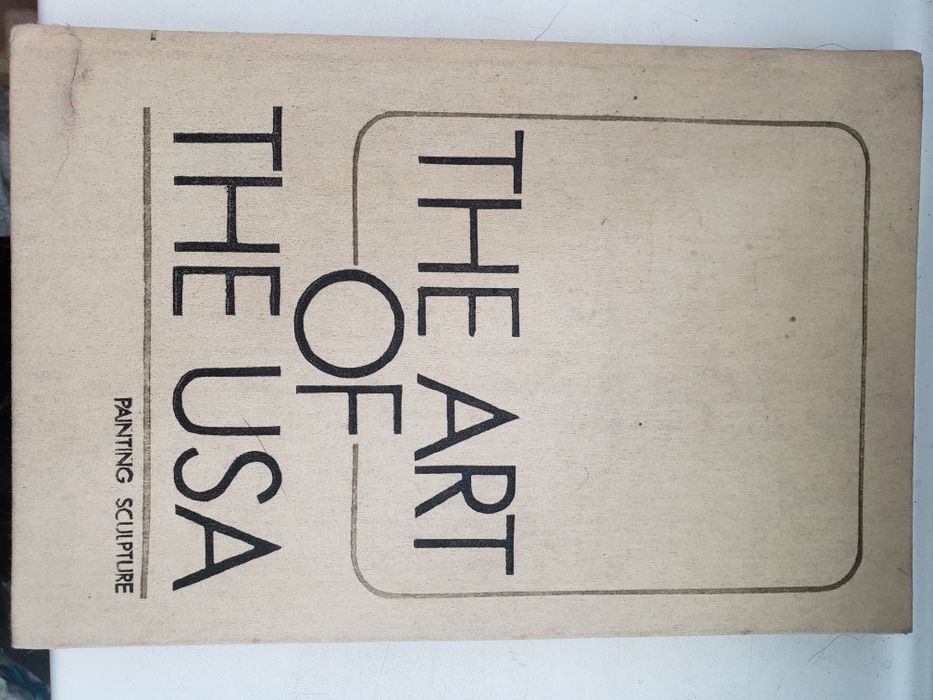 THE ART
OF
THE USA
PAINTING SCULPTURE